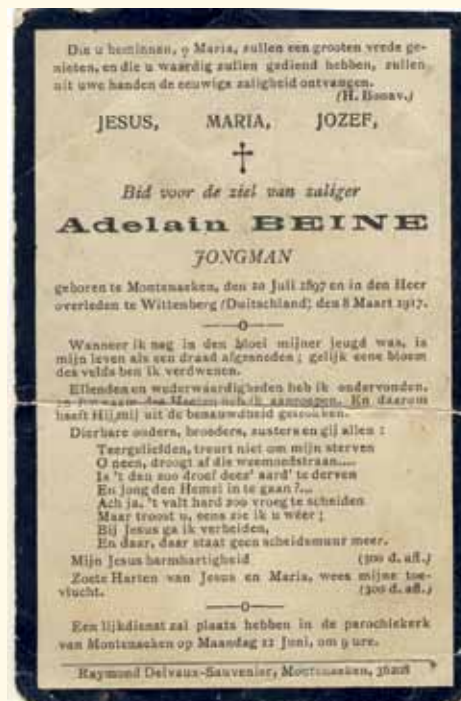 Die u beminnen, o Maria, zullen een grooten vrede ge-
nieten, en die u waardig zullen gediend hebben, zullen
uit uwe handen de eeuwige zaligheid ontvangen.
(H. Bonav.)
JESUS, MARIA, JOZEF,
Bid voor de ziel van zaliger
Adelain BEINE
JONGMAN
geboren te Montenaeken, den 20 Juli 1897 en in den Heer
overleden te Wittenberg (Duitschland) den 8 Maart 1917.
—o—
Wanneer ik nog in den bloei mijner jeugd was, is
mijn leven als een draad afgesneden; gelijk eene bloem
des velds ben ik verdwenen.
Ellenden en wederwaardigheden heb ik ondervonden,
en den naam des Heeren heb ik aanroepen. En daarom
heeft Hij mij uit de benauwdheid getrokken.
Dierbare ouders, broeders, zusters en gij allen :
Teergeliefden, treurt niet om mijn sterven
O neen, droogt af die weemoedstraan....
Is 't dan zoo droef dees' aard' te derven
En jong den Hemel in te gaan ?...
Ach ja, 't valt hard zoo vroeg te scheiden
Maar troost u, eens zie ik u wêer ;
Bij Jesus ga ik verbeiden,
En daar, daar staat geen scheidsmuur meer.
Mijn Jesus barmhartigheid (300 d. afl.)
Zoete Harten van Jesus en Maria, wees mijne toe-
vlucht. (300 d. afl.)
—o—
Een lijkdienst zal plaats hebben in de parochiekerk
van Montenaeken op Maandag 11 Juni, om 9 ure.
Raymond Delvaux-Sauvenier, Montenaeken, 36208